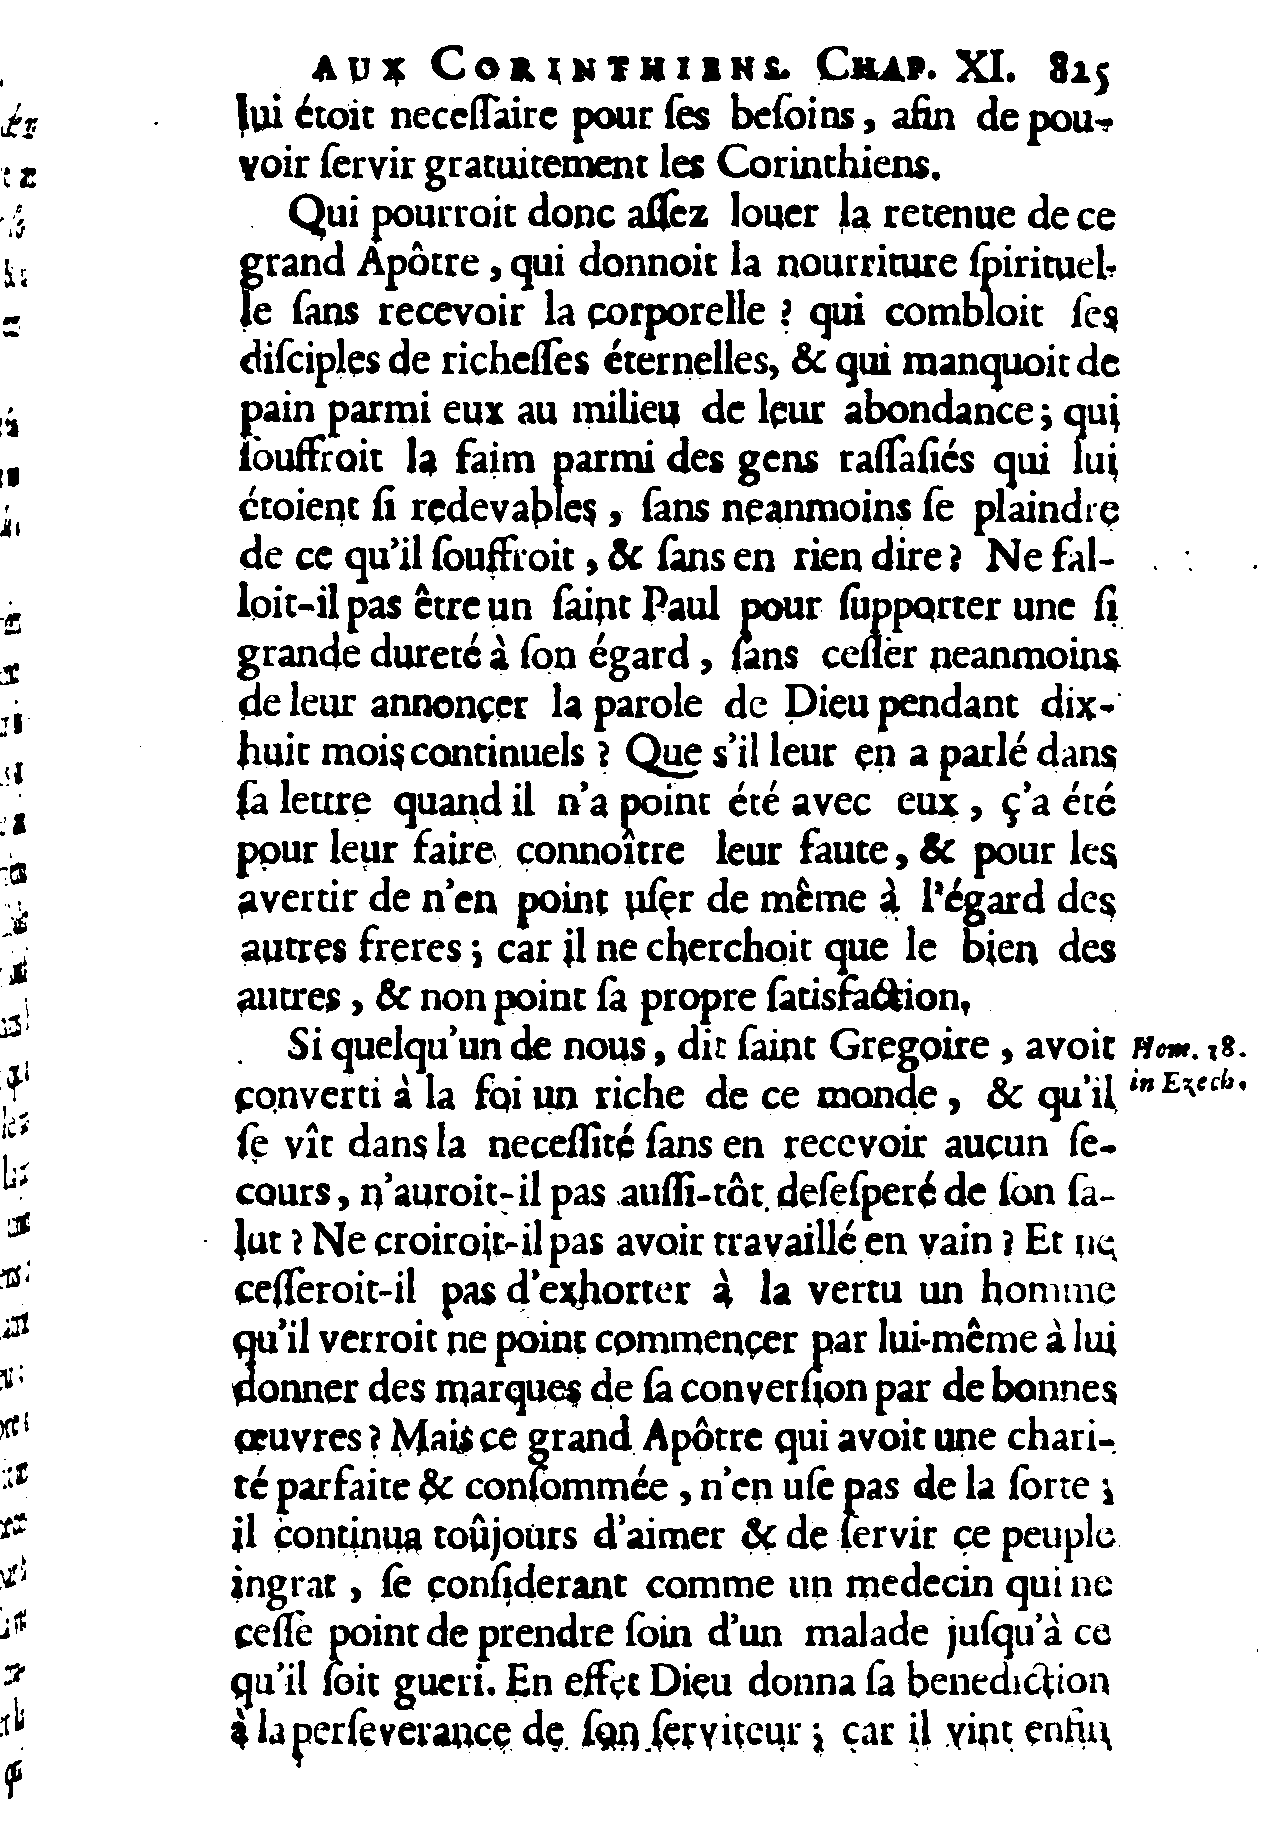 AUX CORINTHIENS. CHAP. XI. 825
lui étoit necessaire pour ses besoins, afin de pou-
voir servir gratuitement les Corinthiens.
Qui pourroit donc assez louer la retenue de ce
grand Apôtre, qui donnoit la nourriture spirituel-
le sans recevoir la corporelle ? qui combloit ses
disciples de richesses éternelles, & qui manquoit de
pain parmi eux au milieu de leur abondance ; qui
souffroit la faim parmi des gens rassasiés qui lui
étoient si redevables, sans neanmoins se plaindre
de ce qu'il souffroit, & sans en rien dire ? Ne fal-
loit-il pas être un saint Paul pour supporter une si
grande dureté à son égard, sans cesser neanmoins
de leur annonçer la parole de Dieu pendant dix-
huit mois continuels ? Que s'il leur en a parlé dans
sa lettre quand il n'a point été avec eux, ç'a été
pour leur faire connoître leur faute, & pour les
avertir de n'en point user de même à l'égard des
autres freres ; car il ne cherchoit que le bien des
autres, & non point sa propre satisfaction.
Si quelqu'un de nous, dit saint Gregoire, avoit
Hom. 18.
in Ezech.
converti à la foi un riche de ce monde, & qu'il
se vît dans la necessité sans en recevoir aucun se-
cours, n'auroit-il pas aussi-tôt desesperé de son sa-
lut ? Ne croiroit-il pas avoir travaillé en vain ? Et ne
cesseroit-il pas d'exhorter à la vertu un homme
qu'il verroit ne point commençer par lui-même à lui
donner des marques de sa conversion par de bonnes
œuvres ? Mais ce grand Apôtre qui avoit une chari-
té parfaite & consommée, n'en use pas de la sorte ;
il continua toûjours d'aimer & de servir ce peuple
ingrat, se considerant comme un medecin qui ne
cesse point de prendre soin d'un malade jusqu'à ce
qu'il soit gueri. En effet Dieu donna sa benediction
à la perseverance de son serviteur ; car il vint enfin